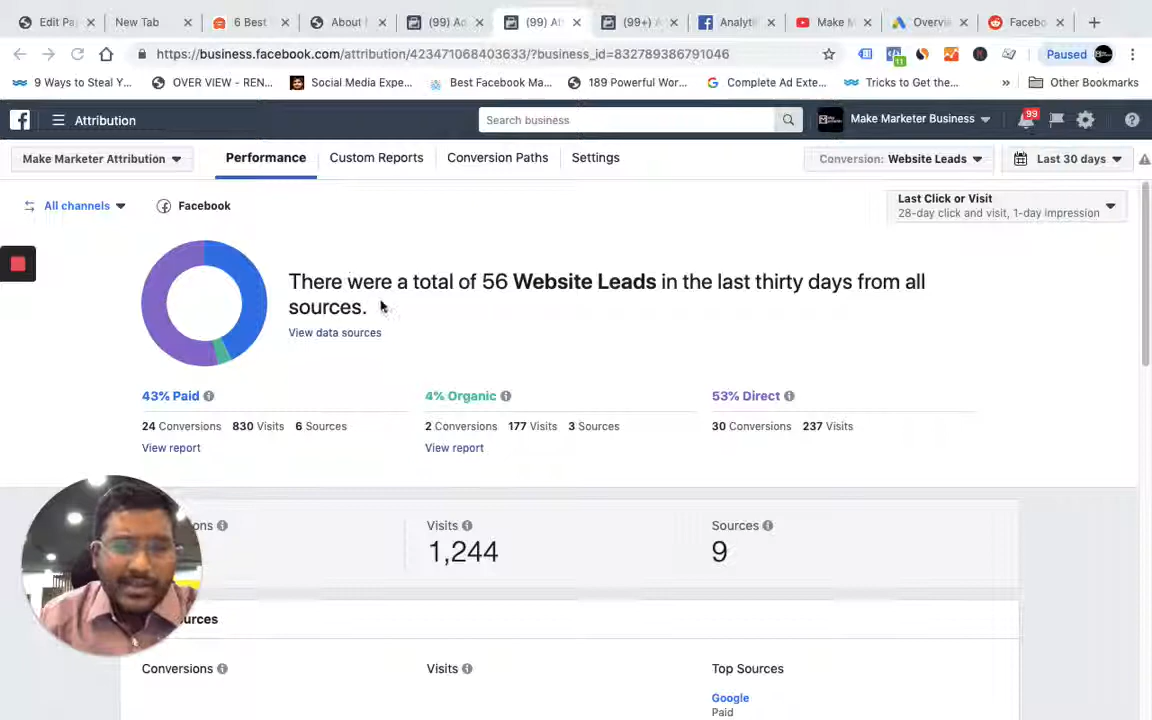 Edit Pa
New Tab
6 Best
About
(99) Ad
(99) At
(99+) A
Analyti
Make M
Overvie
Facebo
https://business.facebook.com/attribution/423471068403633/?business_id=832789386791046
11
Paused
9 Ways to Steal Y...
OVER VIEW - REN...
Social Media Expe...
Best Facebook Ma...
189 Powerful Wor...
Complete Ad Exte...
Tricks to Get the...
»
Other Bookmarks
Attribution
Search business
Make Marketer Business
99
Make Marketer Attribution
Performance
Custom Reports
Conversion Paths
Settings
Conversion: Website Leads
Last 30 days
All channels
Facebook
Last Click or Visit
28-day click and visit, 1-day impression
There were a total of 56 Website Leads in the last thirty days from all
sources.
View data sources
43% Paid
4% Organic
53% Direct
24 Conversions 830 Visits 6 Sources
2 Conversions 177 Visits 3 Sources
30 Conversions 237 Visits
View report
View report
ons
Visits
Sources
1,244
9
urces
Conversions
Visits
Top Sources
Google
Paid